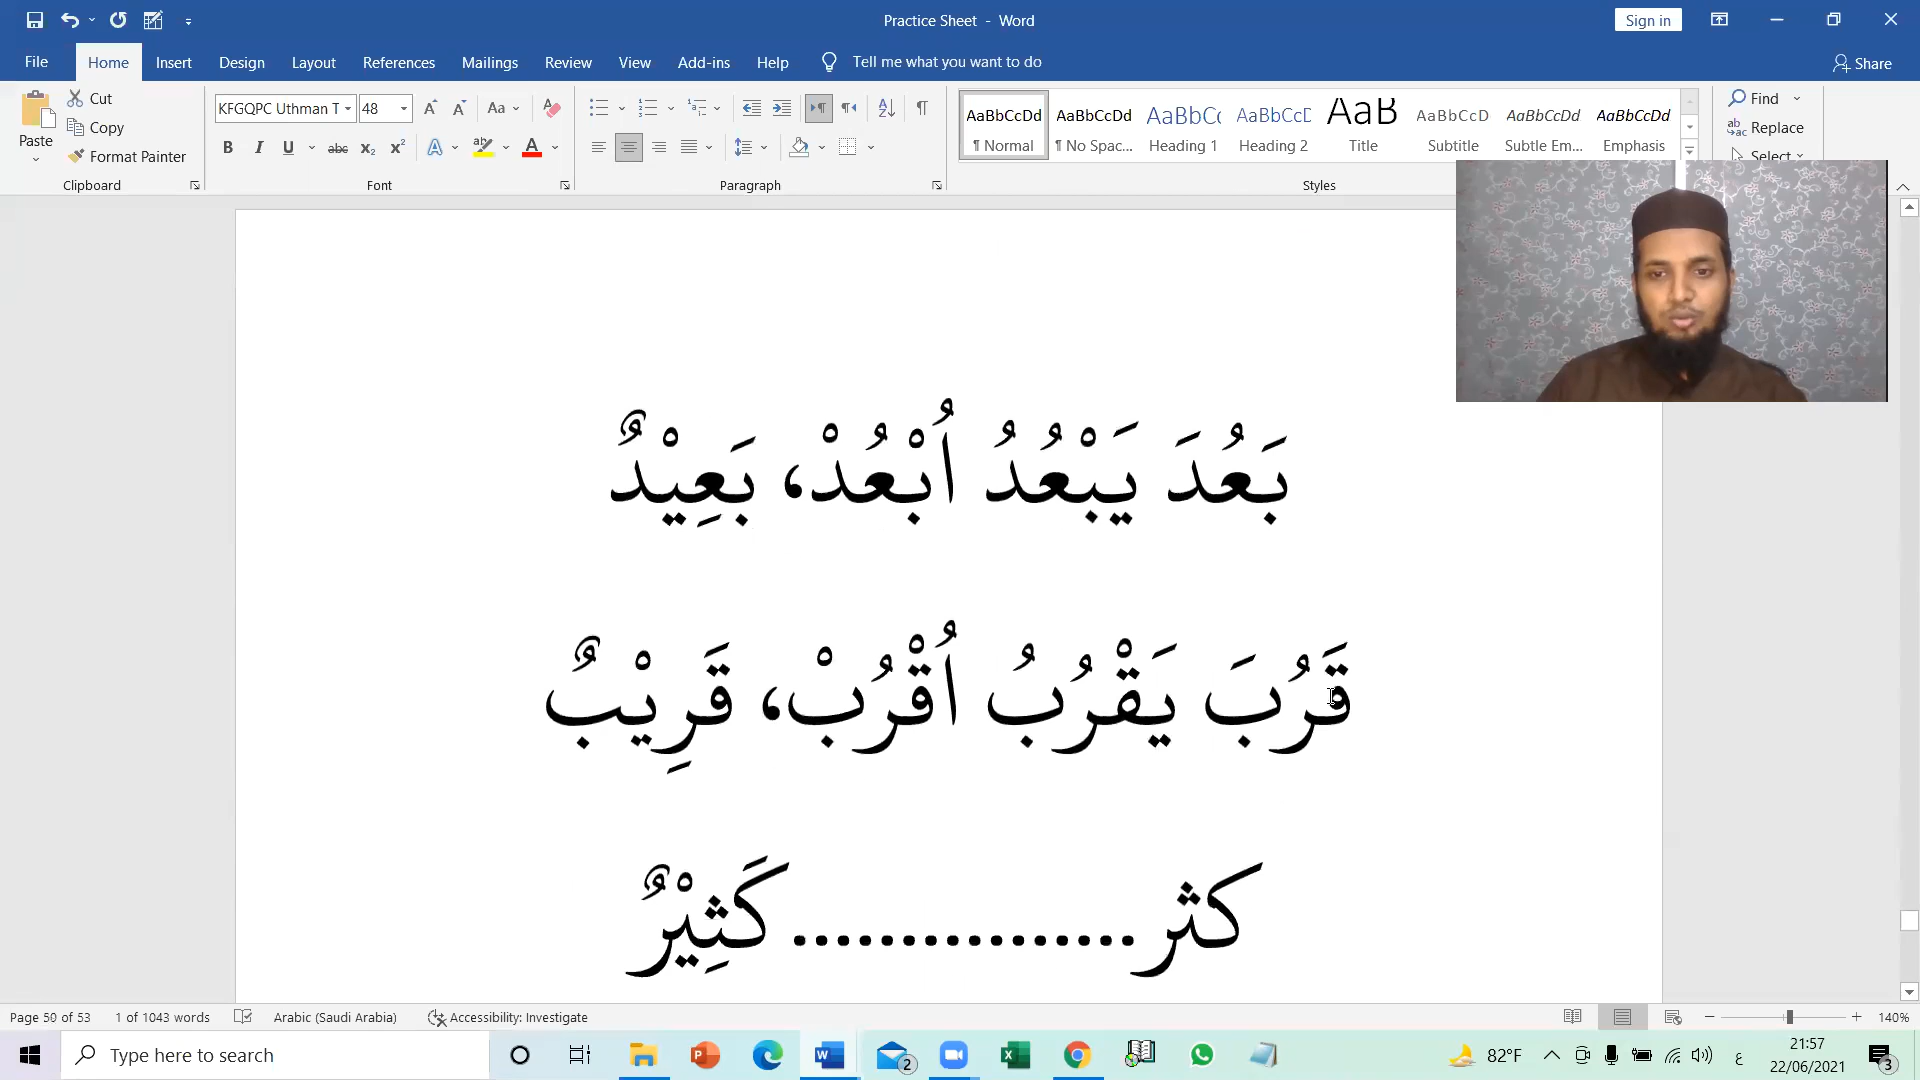 Practice Sheet - Word
Sign in
File Home Insert Design Layout References Mailings Review View Add-ins Help Tell me what you want to do Share
Paste Cut Copy Format Painter
KFGQPC Uthman T 48
AaBbCcDd AaBbCcDd AaBbC AaBbCcD AaB AaBbCcD AaBbCcDd AaBbCcDd
¶ Normal ¶ No Spac... Heading 1 Heading 2 Title Subtitle Subtle Em... Emphasis
Find Replace Select
Clipboard Font Paragraph Styles
بَعُدَ يَبْعُدُ اُبْعُدْ، بَعِيْدٌ
قَرُبَ يَقْرُبُ اُقْرُبْ، قَرِيْبٌ
كثر................كَثِيْرٌ
Page 50 of 53 1 of 1043 words Arabic (Saudi Arabia) Accessibility: Investigate 140%
Type here to search
2
82°F
ع
21:57
22/06/2021
3